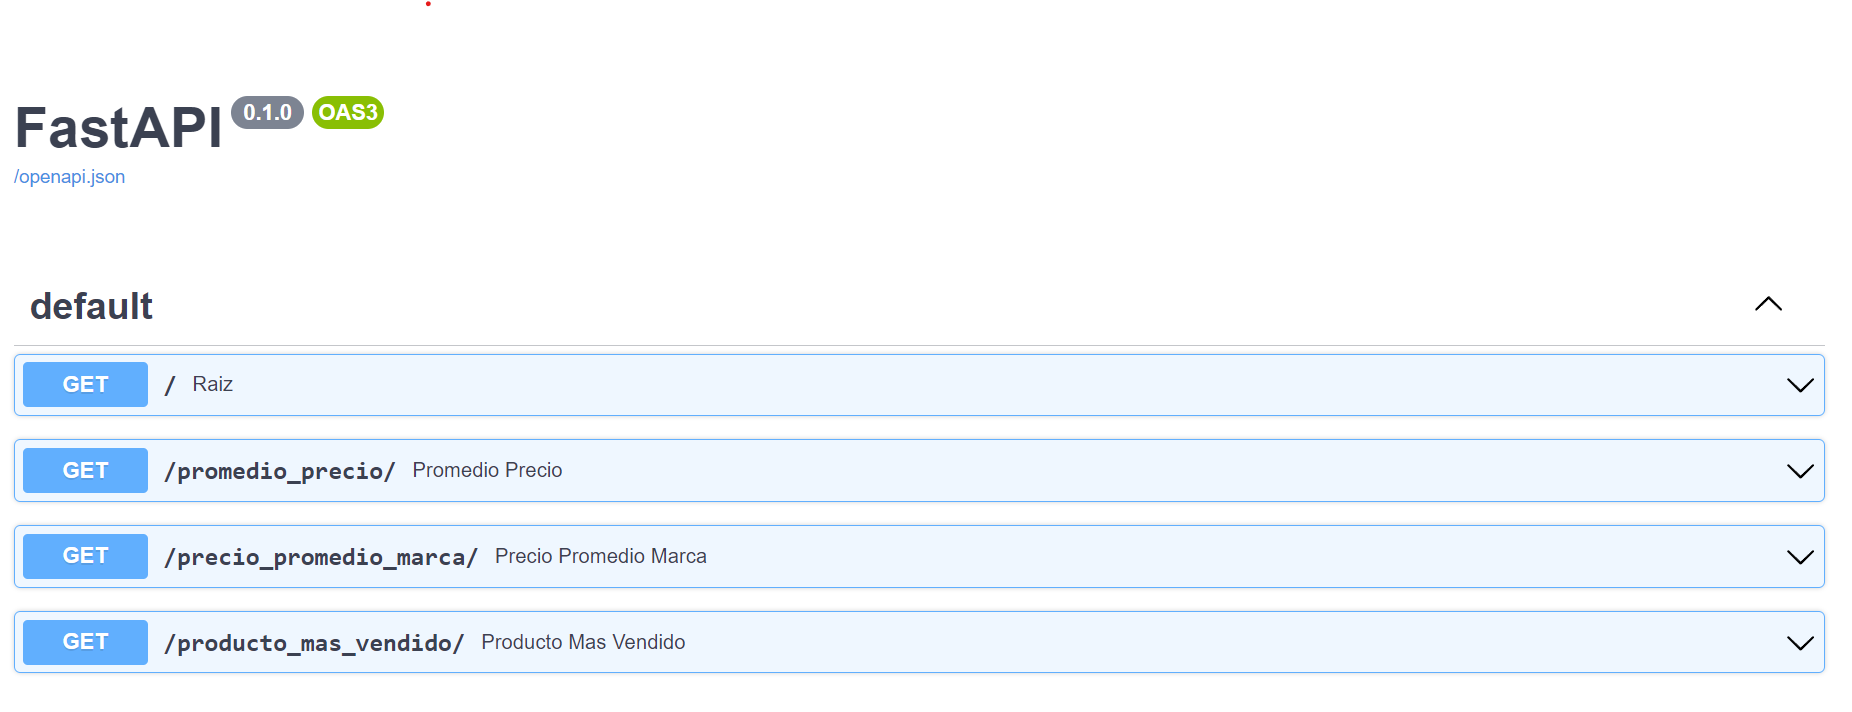 FastAPI 0.1.0 OAS3
/openapi.json
default
GET / Raiz
GET /promedio_precio/ Promedio Precio
GET /precio_promedio_marca/ Precio Promedio Marca
GET /producto_mas_vendido/ Producto Mas Vendido